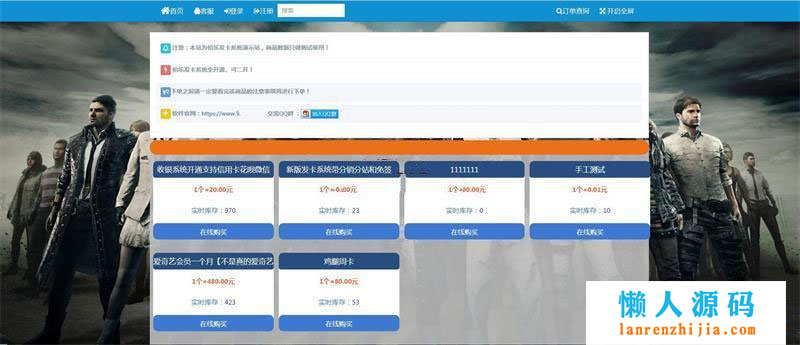 首页 客服 登录 注册 搜索 订单查询 开启全屏
注意：本站为伯乐发卡系统演示站，商品数据只做测试使用！
伯乐发卡系统全开源，可二开！
下单之前请一定要看完该商品的注意事项再进行下单！
软件官网：https://www.5. 交流QQ群： 加入QQ群
收银系统开通支持信用卡花呗微信 新版发卡系统带分销分站和免签 1111111 手工测试
1个=20.00元 1个=0.00元 1个=00.00元 1个=0.01元
实时库存：970 实时库存：23 实时库存：0 实时库存：10
在线购买 在线购买 在线购买 在线购买
爱奇艺会员一个月【不是真的爱奇艺 鸡腿周卡
1个=480.00元 1个=80.00元
实时库存：423 实时库存：53
在线购买 在线购买
懒人源码
lanrenzhijia.com